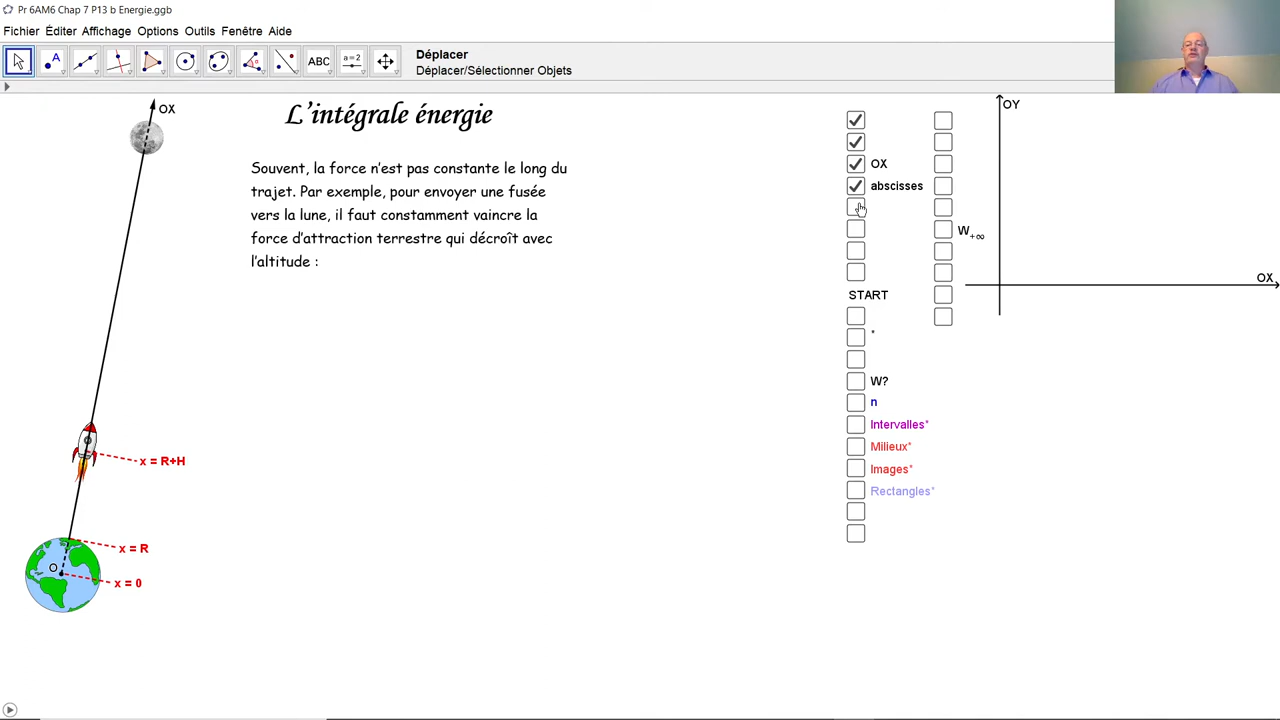 Pr 6AM6 Chap 7 P13 b Energie.ggb
Fichier Éditer Affichage Options Outils Fenêtre Aide
A
ABC
a=2
Déplacer
Déplacer/Sélectionner Objets
OX
L'intégrale énergie
Souvent, la force n'est pas constante le long du
trajet. Par exemple, pour envoyer une fusée
vers la lune, il faut constamment vaincre la
force d'attraction terrestre qui décroît avec
l'altitude :
x = R+H
x = R
O
x = 0
OX
abscisses
START
*
W?
n
Intervalles*
Milieux*
Images*
Rectangles*
W+∞
OY
OX